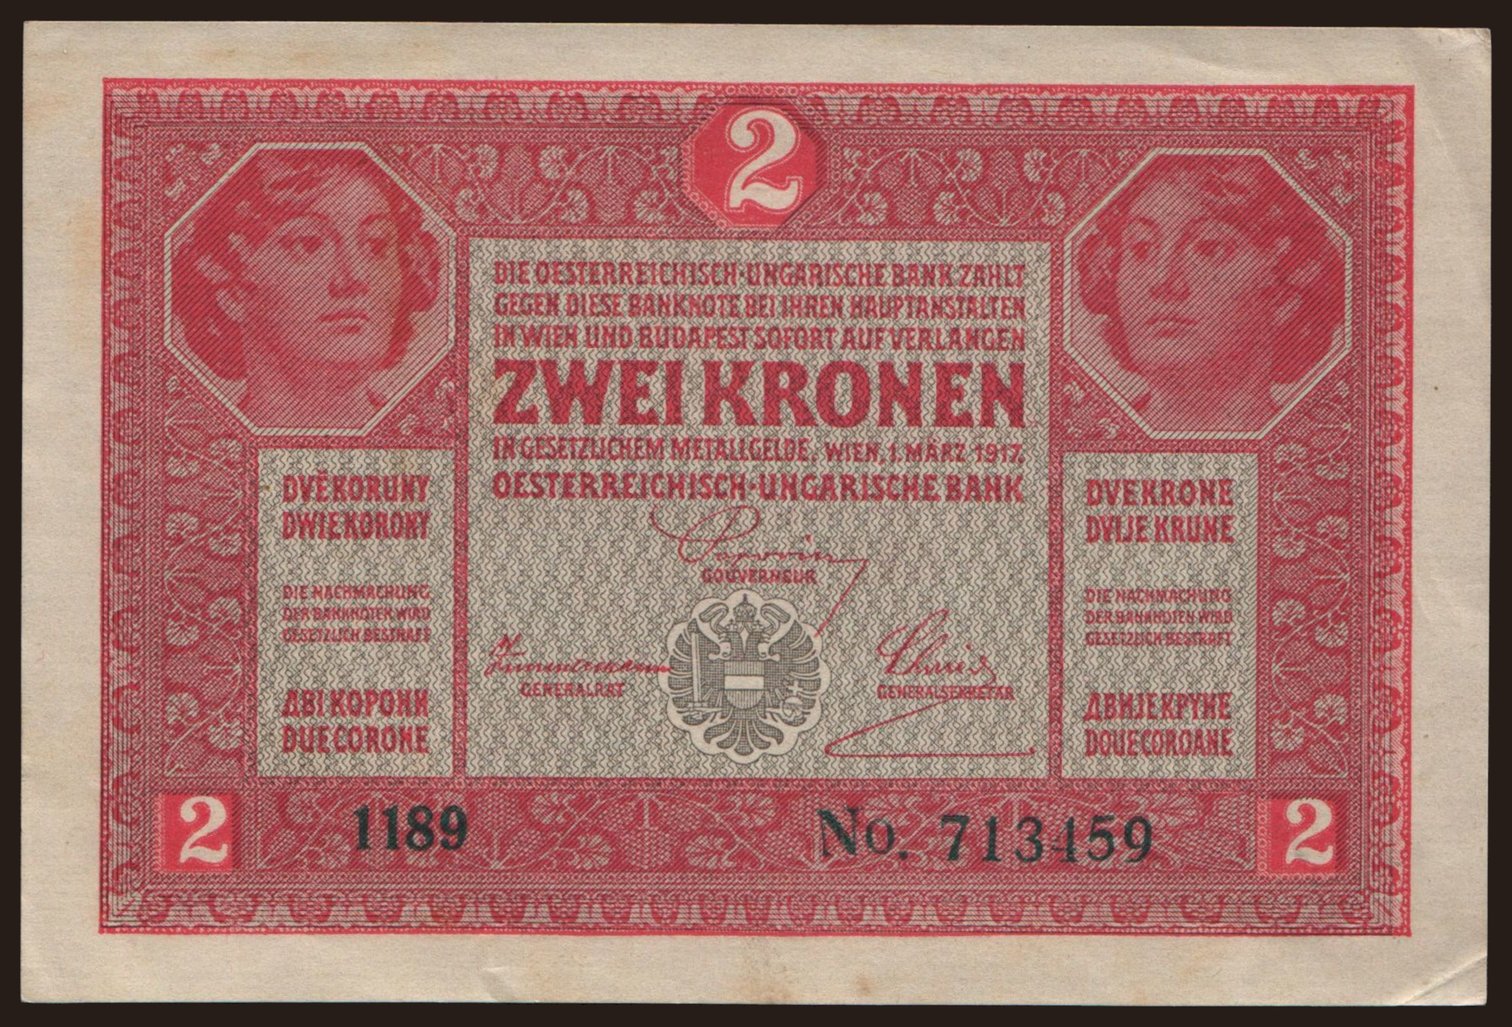 2
DIE OESTERREICHISCH-UNGARISCHE BANK ZAHLT
GEGEN DIESE BANKNOTE BEI IHREN HAUPTANSTALTEN
IN WIEN UND BUDAPEST SOFORT AUF VERLANGEN
ZWEI KRONEN
IN GESETZLICHEM METALLGELDE. WIEN, 1. MÄRZ 1917.
OESTERREICHISCH-UNGARISCHE BANK
GOUVERNEUR
GENERALRAT
GENERALSEKRETÄR
DVĚ KORUNY
DWIE KORONY
DIE NACHMACHUNG
DER BANKNOTEN WIRD
GESETZLICH BESTRAFT
ДВІ КОРОНИ
DUE CORONE
DVE KRONE
DVIJE KRUNE
DIE NACHMACHUNG
DER BANKNOTEN WIRD
GESETZLICH BESTRAFT
ДВИЈЕ КРУНЕ
DOUE COROANE
2
1189
No. 713459
2